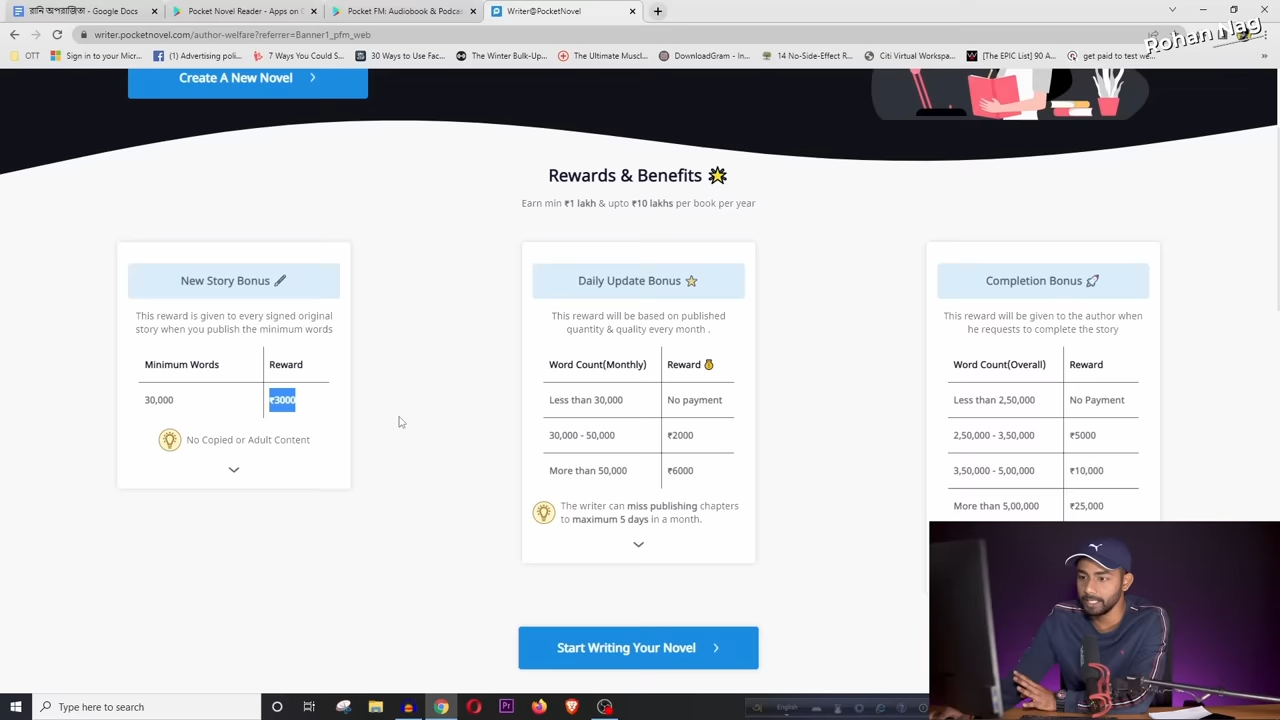 রানি অপরাজিতা - Google Docs
Pocket Novel Reader - Apps on G
Pocket FM: Audiobook & Podcas
Writer@PocketNovel
writer.pocketnovel.com/author-welfare?referrer=Banner1_pfm_web
Rohan Nag
OTT
Sign in to your Micr...
(1) Advertising poli...
7 Ways You Could S...
30 Ways to Use Fac...
The Winter Bulk-Up...
The Ultimate Muscl...
DownloadGram - In...
14 No-Side-Effect R...
Citi Virtual Workspa...
[The EPIC List] 90 A...
get paid to test we...
Create A New Novel
Rewards & Benefits
Earn min ₹1 lakh & upto ₹10 lakhs per book per year
New Story Bonus
This reward is given to every signed original
story when you publish the minimum words
Minimum Words Reward
30,000 ₹3000
No Copied or Adult Content
Daily Update Bonus
This reward will be based on published
quantity & quality every month .
Word Count(Monthly) Reward
Less than 30,000 No payment
30,000 - 50,000 ₹2000
More than 50,000 ₹6000
The writer can miss publishing chapters
to maximum 5 days in a month.
Completion Bonus
This reward will be given to the author when
he requests to complete the story
Word Count(Overall) Reward
Less than 2,50,000 No Payment
2,50,000 - 3,50,000 ₹5000
3,50,000 - 5,00,000 ₹10,000
More than 5,00,000 ₹25,000
Start Writing Your Novel
Type here to search
English